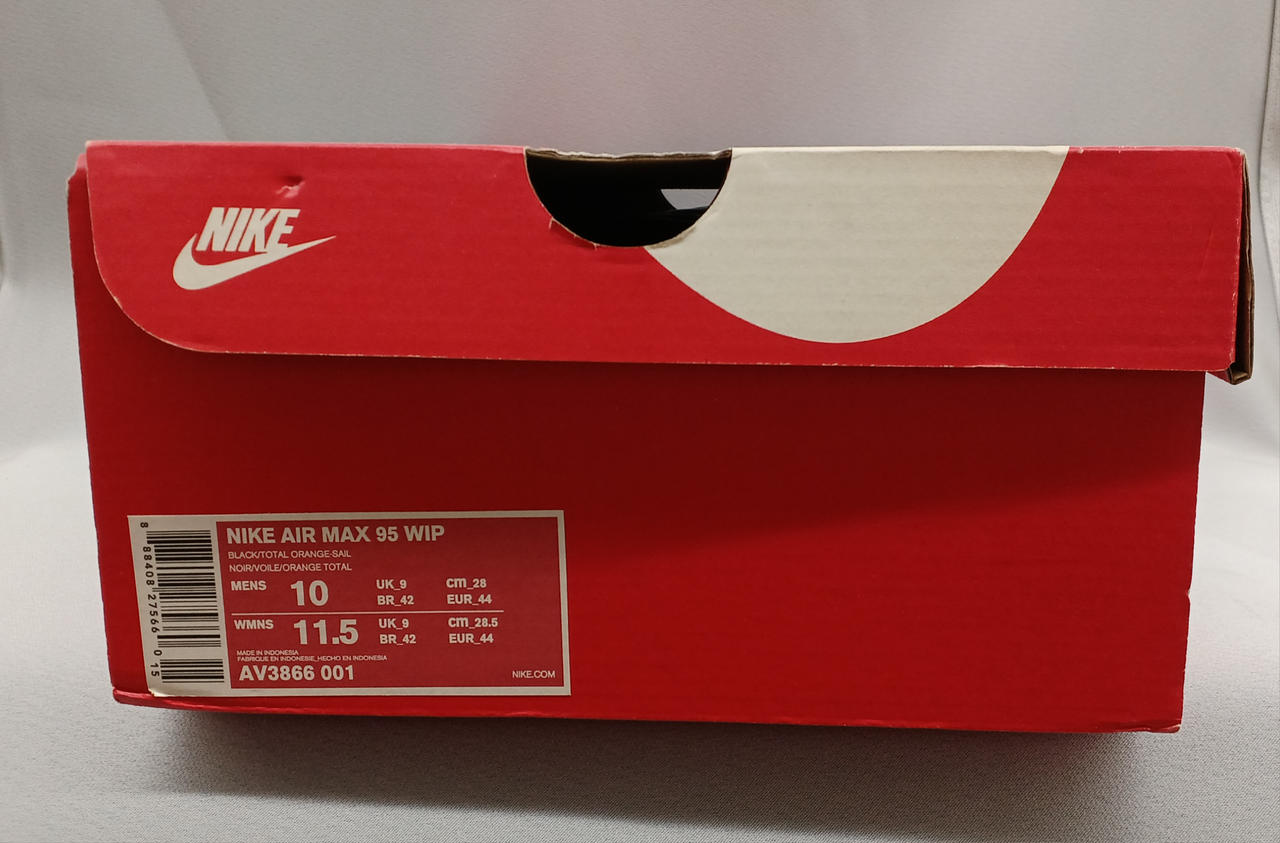 NIKE
NIKE AIR MAX 95 WIP
BLACK/TOTAL ORANGE-SAIL
NOIR/VOILE/ORANGE TOTAL
MENS 10 UK_9 cm_28
BR_42 EUR_44
WMNS 11.5 UK_9 cm_28.5
BR_42 EUR_44
MADE IN INDONESIA
FABRIQUE EN INDONESIE_HECHO EN INDONESIA
AV3866 001 NIKE.COM
8 88408 27566 0 15